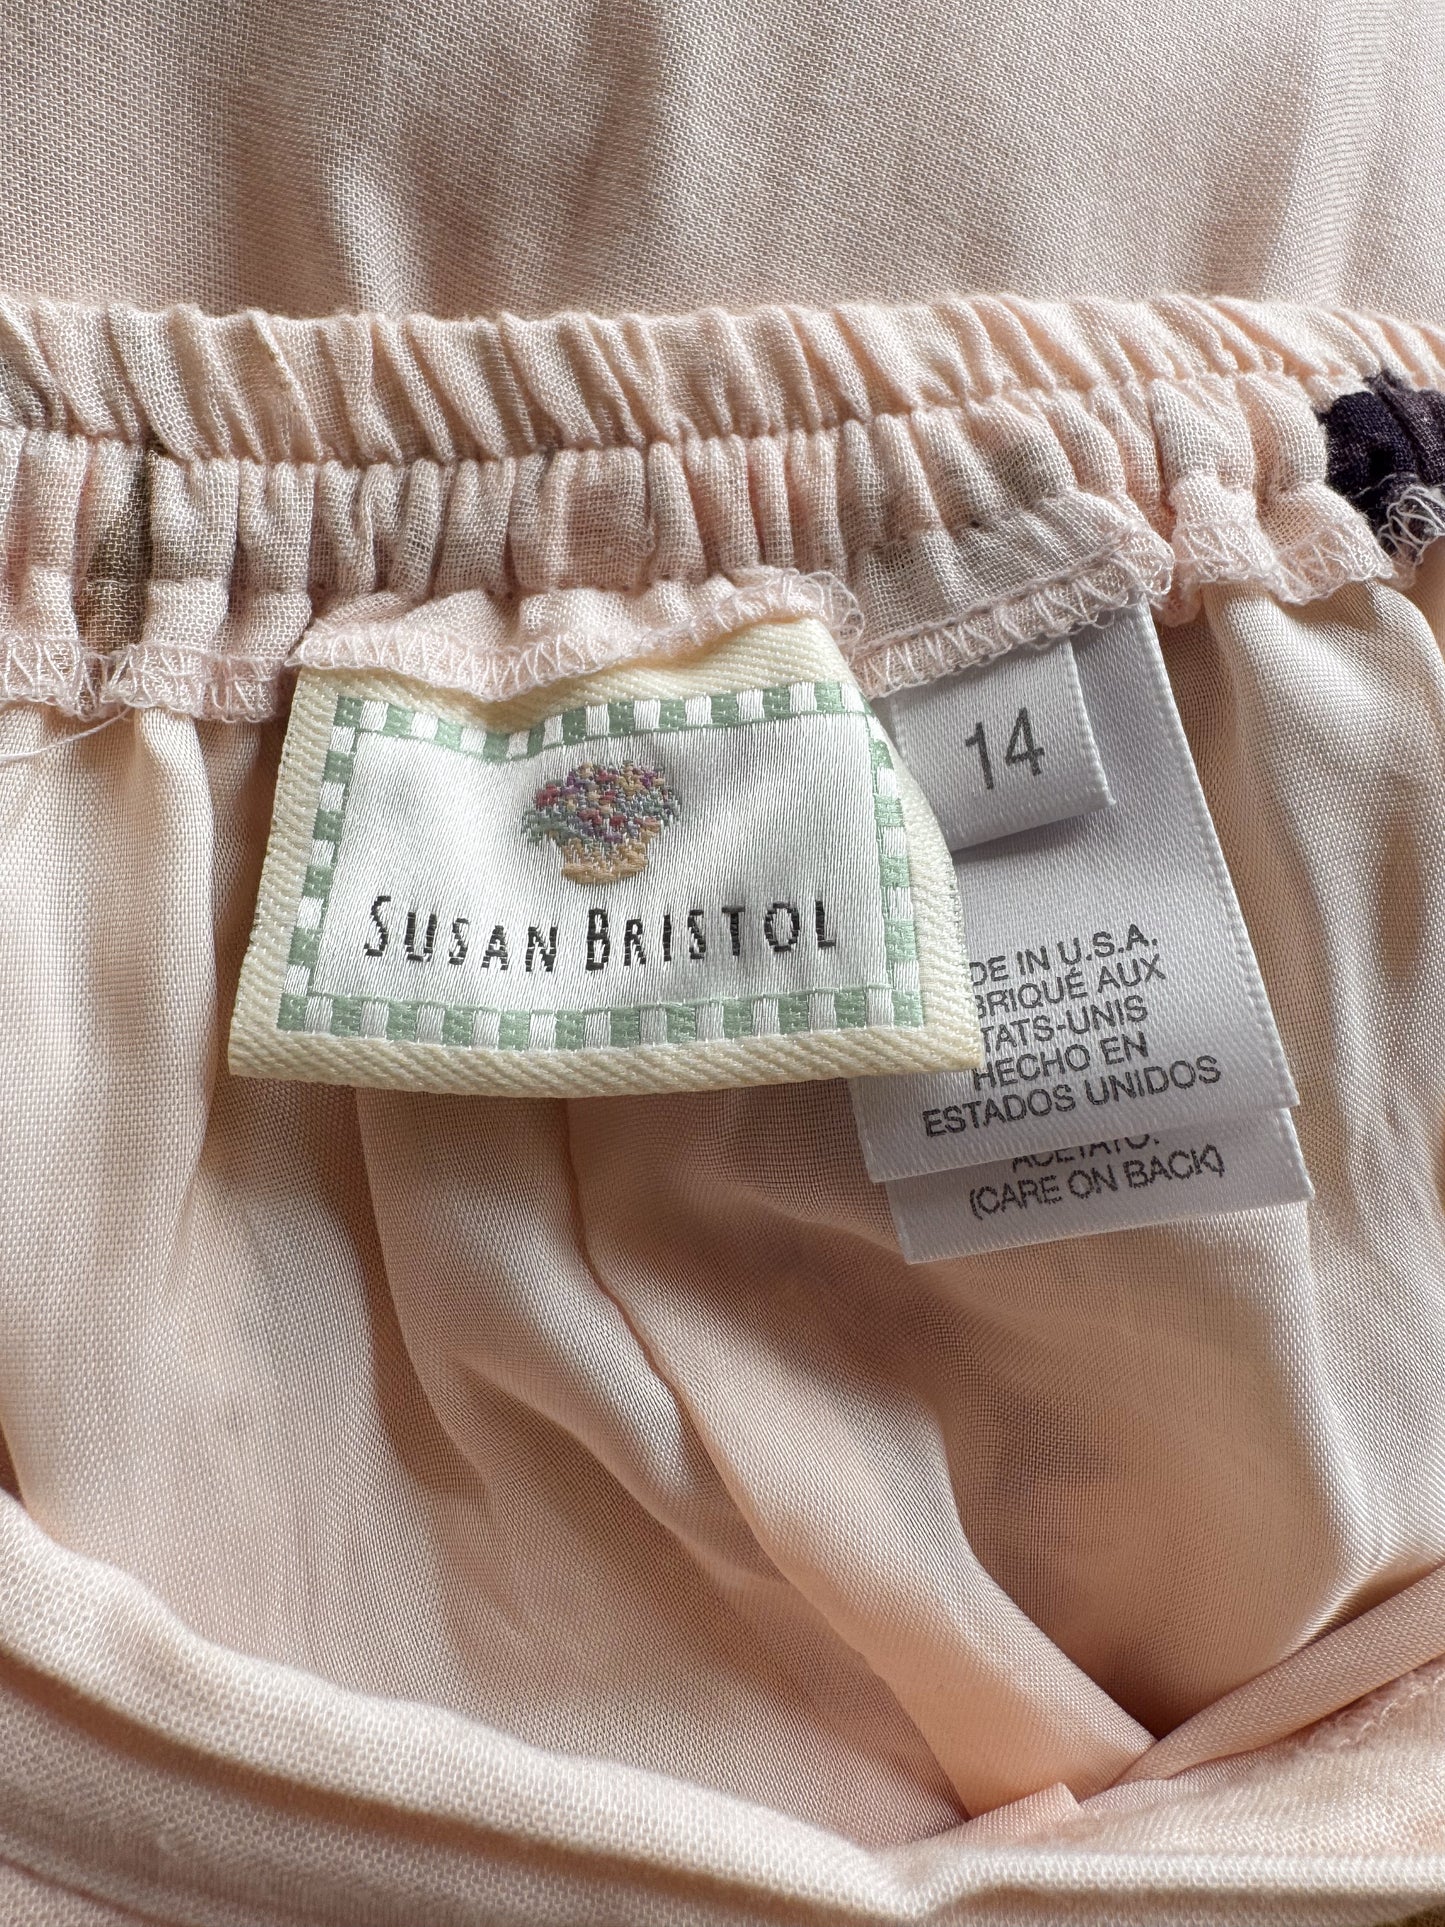 SUSAN BRISTOL
14
DE IN U.S.A.
BRIQUÉ AUX
TATS-UNIS
HECHO EN
ESTADOS UNIDOS
(CARE ON BACK)